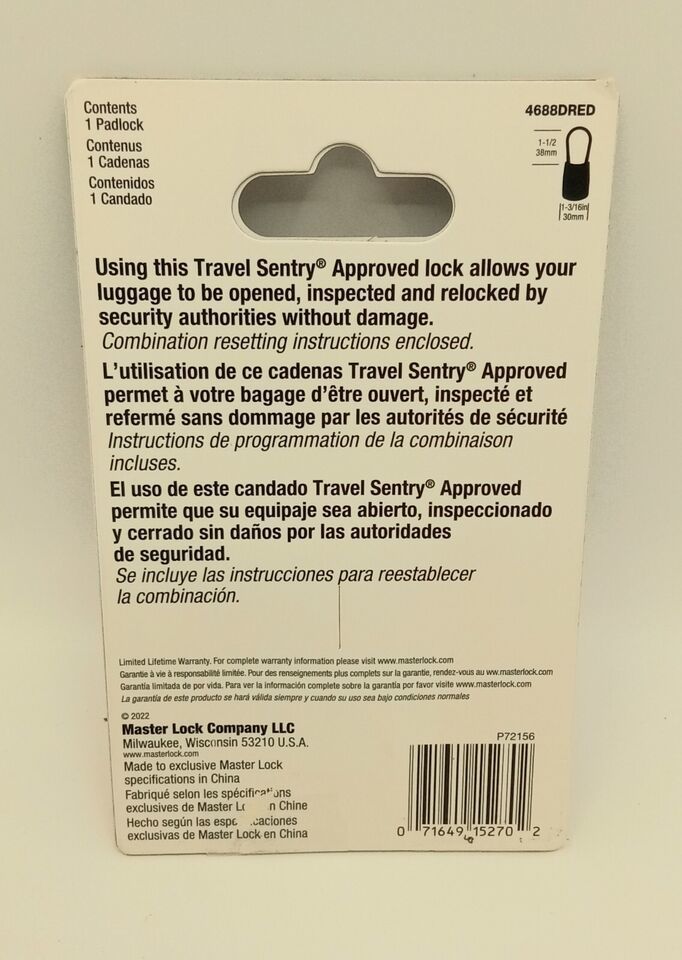 Contents
1 Padlock
Contenus
1 Cadenas
Contenidos
1 Candado
4688DRED
1-1/2
38mm
1-3/16in
30mm
Using this Travel Sentry® Approved lock allows your
luggage to be opened, inspected and relocked by
security authorities without damage.
Combination resetting instructions enclosed.
L'utilisation de ce cadenas Travel Sentry® Approved
permet à votre bagage d'être ouvert, inspecté et
refermé sans dommage par les autorités de sécurité
Instructions de programmation de la combinaison
incluses.
El uso de este candado Travel Sentry® Approved
permite que su equipaje sea abierto, inspeccionado
y cerrado sin daños por las autoridades
de seguridad.
Se incluye las instrucciones para reestablecer
la combinación.
Limited Lifetime Warranty. For complete warranty information please visit www.masterlock.com
Garantie à vie à responsabilité limitée. Pour des renseignements plus complets sur la garantie, rendez-vous au www.masterlock.com
Garantía limitada de por vida. Para ver la información complete sobre la garantía por favor visite www.masterlock.com
La garantía de este producto se hará válida siempre y cuando su uso sea bajo condiciones normales
© 2022
Master Lock Company LLC
Milwaukee, Wisconsin 53210 U.S.A.
www.masterlock.com
Made to exclusive Master Lock
specifications in China
Fabriqué selon les
exclusives de Master Chine
Hecho según las
exclusivas de Master Lock en China
P72156
0 71649 15270 2